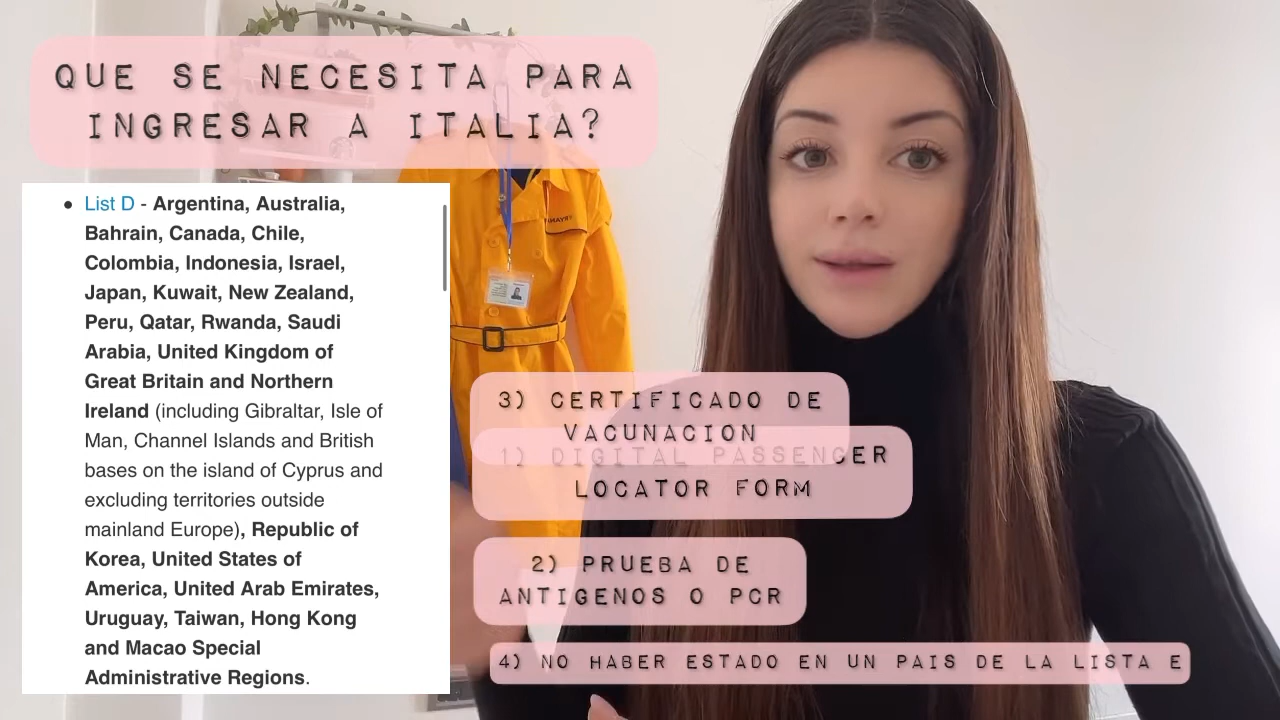 QUE SE NECESITA PARA
INGRESAR A ITALIA?
• List D - Argentina, Australia,
Bahrain, Canada, Chile,
Colombia, Indonesia, Israel,
Japan, Kuwait, New Zealand,
Peru, Qatar, Rwanda, Saudi
Arabia, United Kingdom of
Great Britain and Northern
Ireland (including Gibraltar, Isle of
Man, Channel Islands and British
bases on the island of Cyprus and
excluding territories outside
mainland Europe), Republic of
Korea, United States of
America, United Arab Emirates,
Uruguay, Taiwan, Hong Kong
and Macao Special
Administrative Regions.
3) CERTIFICADO DE
VACUNACION
1) DIGITAL PASSENGER
LOCATOR FORM
2) PRUEBA DE
ANTIGENOS O PCR
4) NO HABER ESTADO EN UN PAIS DE LA LISTA E